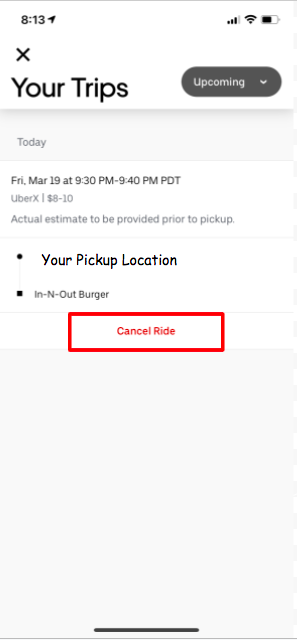 8:13
Your Trips
Upcoming
Today
Fri, Mar 19 at 9:30 PM-9:40 PM PDT
UberX | $8-10
Actual estimate to be provided prior to pickup.
Your Pickup Location
In-N-Out Burger
Cancel Ride